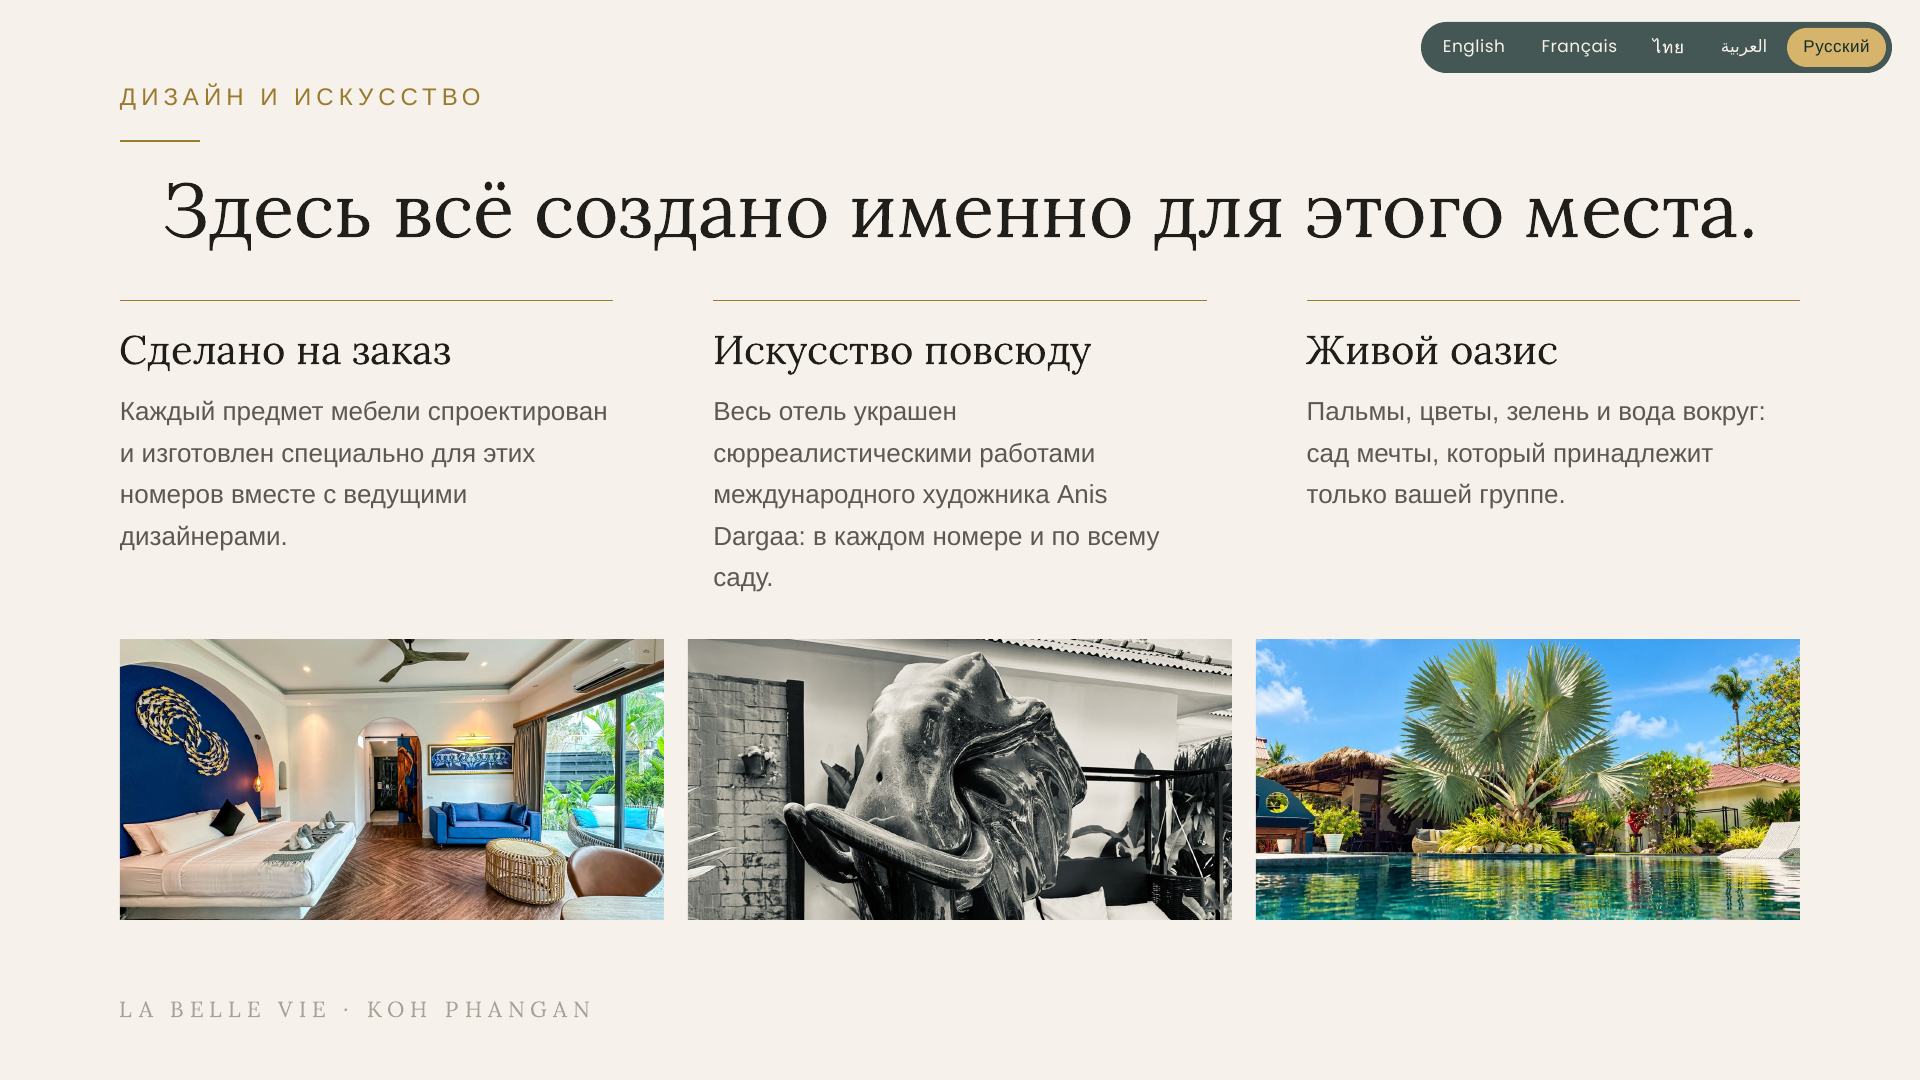 English Français ไทย العربية Русский
ДИЗАЙН И ИСКУССТВО
Здесь всё создано именно для этого места.
Сделано на заказ
Каждый предмет мебели спроектирован
и изготовлен специально для этих
номеров вместе с ведущими
дизайнерами.
Искусство повсюду
Весь отель украшен
сюрреалистическими работами
международного художника Anis
Dargaa: в каждом номере и по всему
саду.
Живой оазис
Пальмы, цветы, зелень и вода вокруг:
сад мечты, который принадлежит
только вашей группе.
LA BELLE VIE · KOH PHANGAN